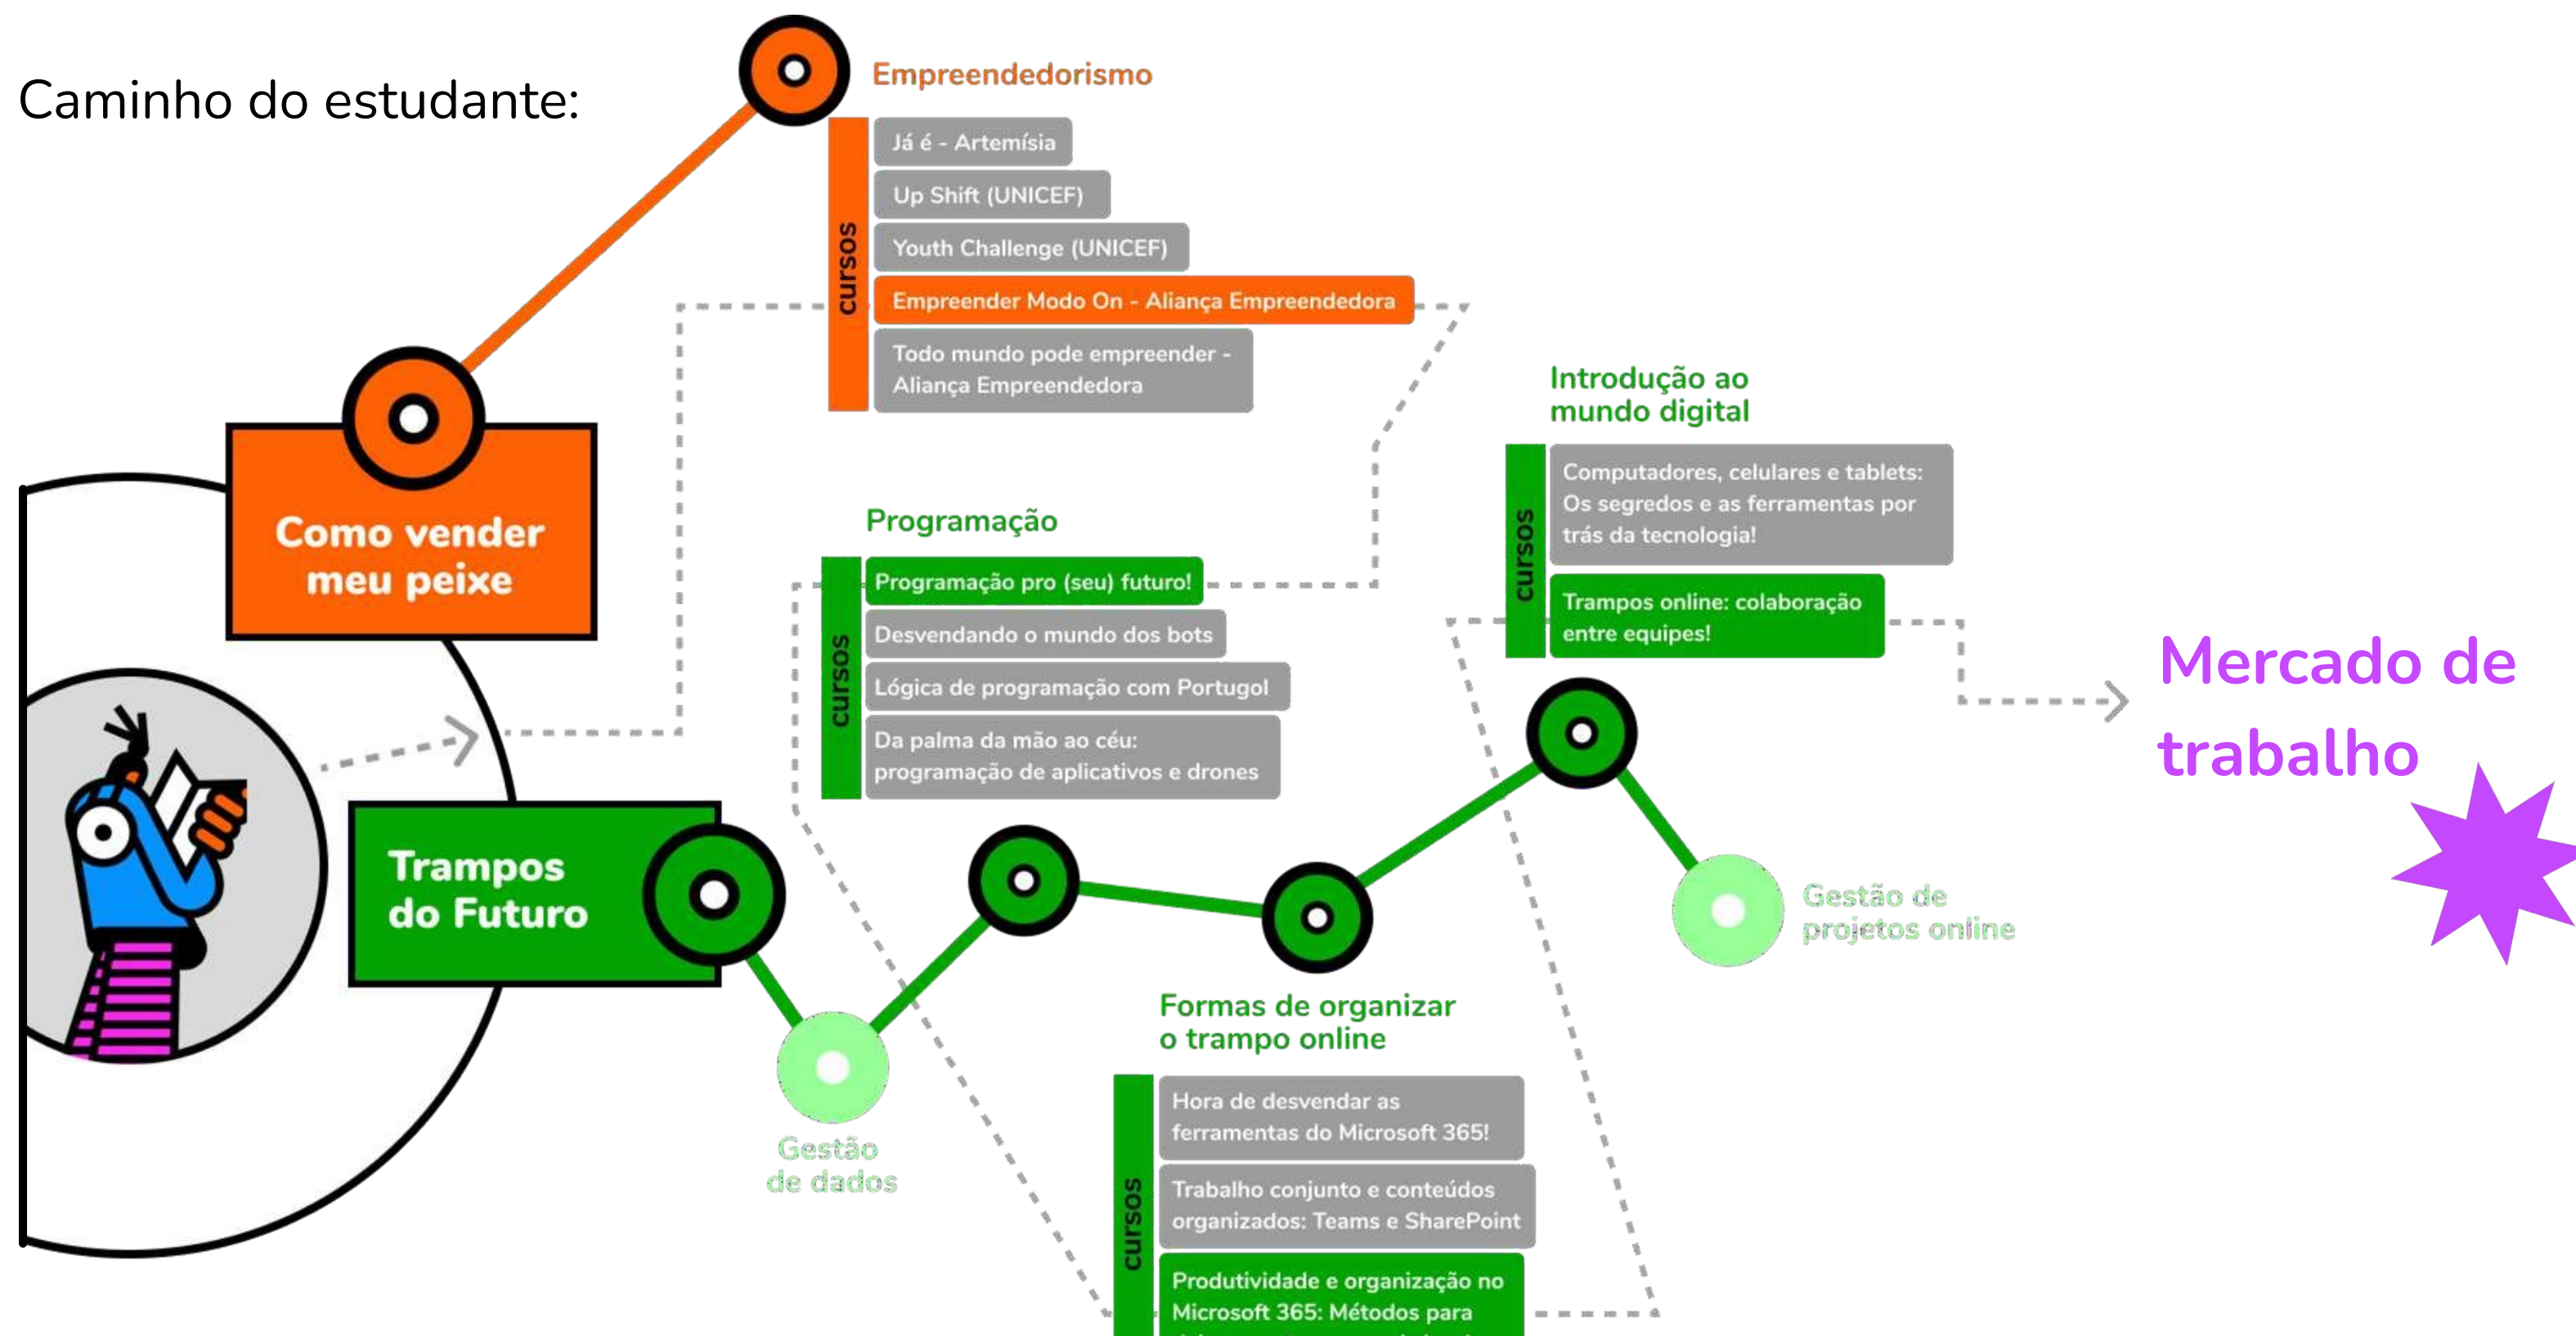 Caminho do estudante:
Empreendedorismo
cursos
Já é - Artemísia
Up Shift (UNICEF)
Youth Challenge (UNICEF)
Empreender Modo On - Aliança Empreendedora
Todo mundo pode empreender -
Aliança Empreendedora
Como vender
meu peixe
Programação
cursos
Programação pro (seu) futuro!
Desvendando o mundo dos bots
Lógica de programação com Portugol
Da palma da mão ao céu:
programação de aplicativos e drones
Introdução ao
mundo digital
cursos
Computadores, celulares e tablets:
Os segredos e as ferramentas por
trás da tecnologia!
Trampos online: colaboração
entre equipes!
Mercado de
trabalho
Trampos
do Futuro
Gestão de
projetos online
Gestão
de dados
Formas de organizar
o trampo online
cursos
Hora de desvendar as
ferramentas do Microsoft 365!
Trabalho conjunto e conteúdos
organizados: Teams e SharePoint
Produtividade e organização no
Microsoft 365: Métodos para